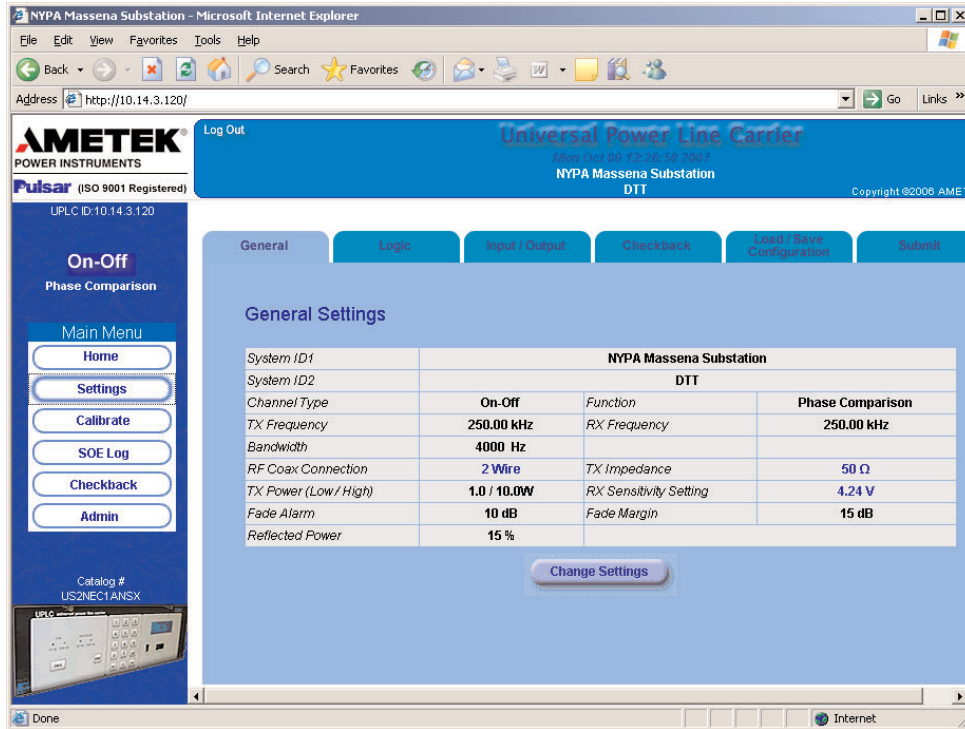 NYPA Massena Substation - Microsoft Internet Explorer
File Edit View Favorites Tools Help
Back Search Favorites
Address http://10.14.3.120/ Go Links »
AMETEK®
POWER INSTRUMENTS
Pulsar (ISO 9001 Registered)
Log Out
Universal Power Line Carrier
Mon Oct 08 13:26:50 2007
NYPA Massena Substation
DTT
Copyright ©2006 AMET
UPLC ID:10.14.3.120
On-Off
Phase Comparison
Main Menu
Home
Settings
Calibrate
SOE Log
Checkback
Admin
Catalog #
US2NEC1ANSX
UPLC
General Logic Input / Output Checkback Load / Save Configuration Submit
General Settings
System ID1 NYPA Massena Substation
System ID2 DTT
Channel Type On-Off Function Phase Comparison
TX Frequency 250.00 kHz RX Frequency 250.00 kHz
Bandwidth 4000 Hz
RF Coax Connection 2 Wire TX Impedance 50 Ω
TX Power (Low / High) 1.0 / 10.0W RX Sensitivity Setting 4.24 V
Fade Alarm 10 dB Fade Margin 15 dB
Reflected Power 15 %
Change Settings
Done Internet